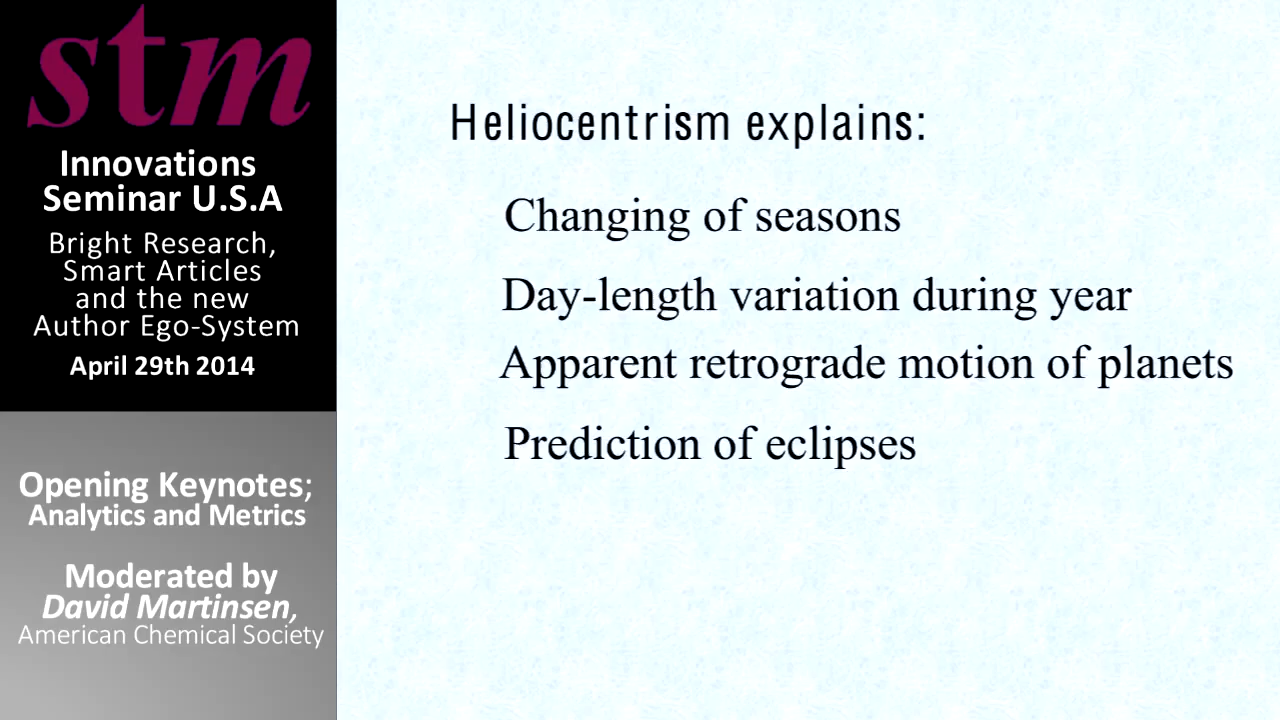 stm
Innovations
Seminar U.S.A
Bright Research,
Smart Articles
and the new
Author Ego-System
April 29th 2014
Opening Keynotes;
Analytics and Metrics
Moderated by
David Martinsen,
American Chemical Society
Heliocentrism explains:
Changing of seasons
Day-length variation during year
Apparent retrograde motion of planets
Prediction of eclipses